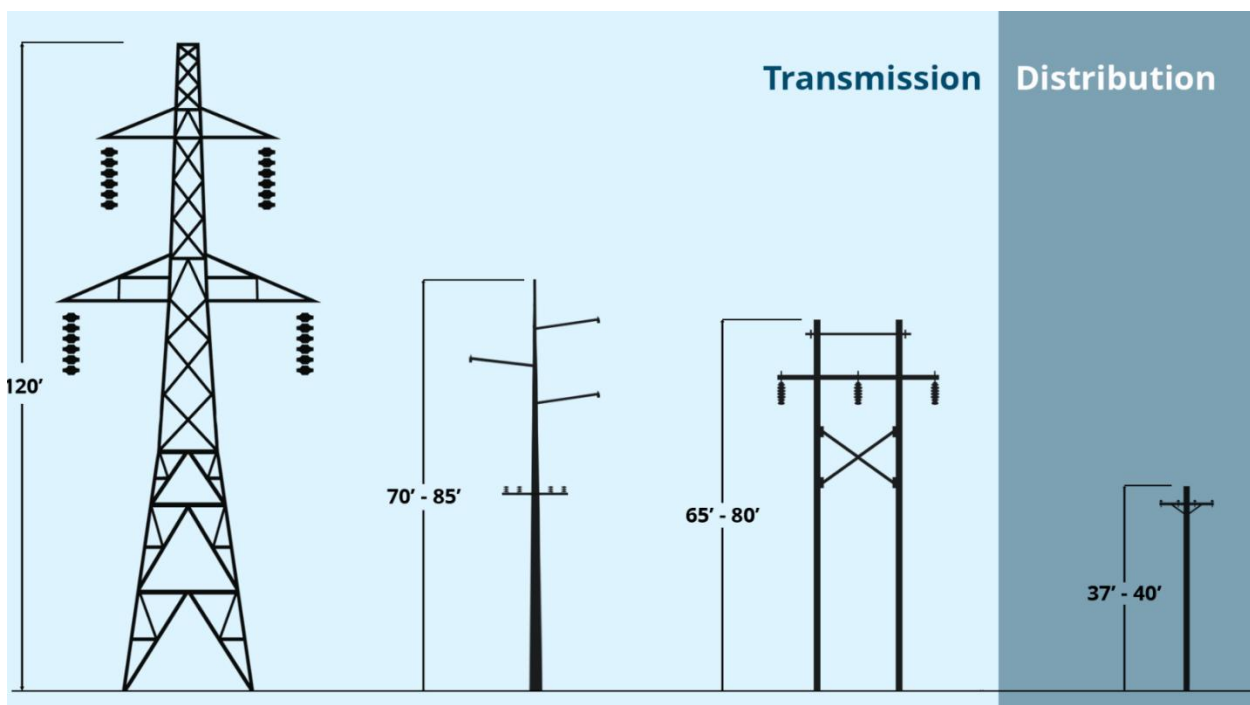 Transmission
Distribution
120’
70’ - 85’
65’ - 80’
37’ - 40’